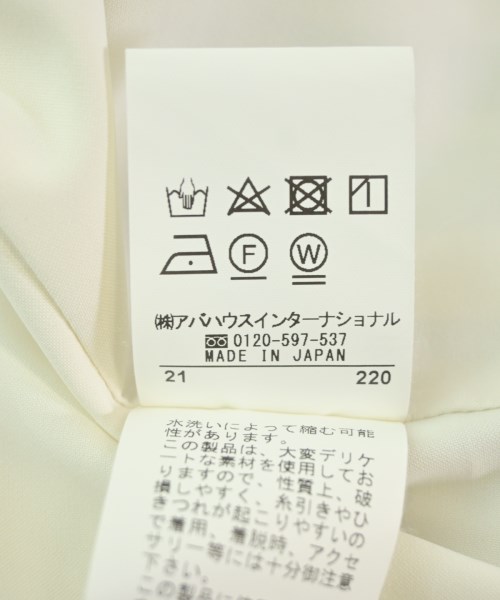 F
W
㈱アバハウスインターナショナル
0120-597-537
MADE IN JAPAN
21 220
水洗いによって縮む可能
性があります。
この製品は、大変デリケ
ートな素材を使用してお
りますので、性質上、破
損しやすく、糸引きやひ
きつれが起こりやすいの
で着用、着脱時、アクセ
サリー等には十分御注意
下さい。
この製品に